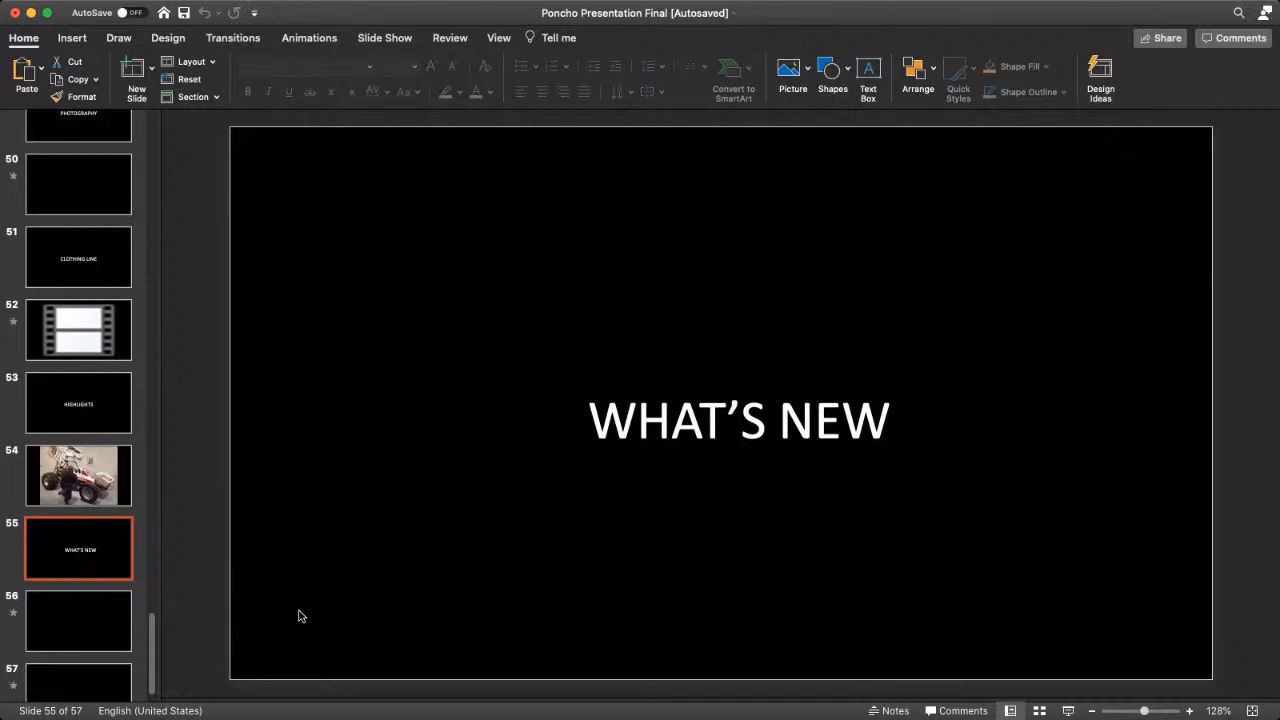 AutoSave OFF
Poncho Presentation Final [Autosaved]
Home Insert Draw Design Transitions Animations Slide Show Review View Tell me
Share Comments
Paste
Cut
Copy
Format
New Slide
Layout
Reset
Section
Convert to SmartArt
Picture
Shapes
Text Box
Arrange
Quick Styles
Shape Fill
Shape Outline
Design Ideas
PHOTOGRAPHY
50
51
CLOTHING LINE
52
53
HIGHLIGHTS
54
55
WHAT'S NEW
56
57
WHAT’S NEW
Slide 55 of 57 English (United States)
Notes Comments 128%